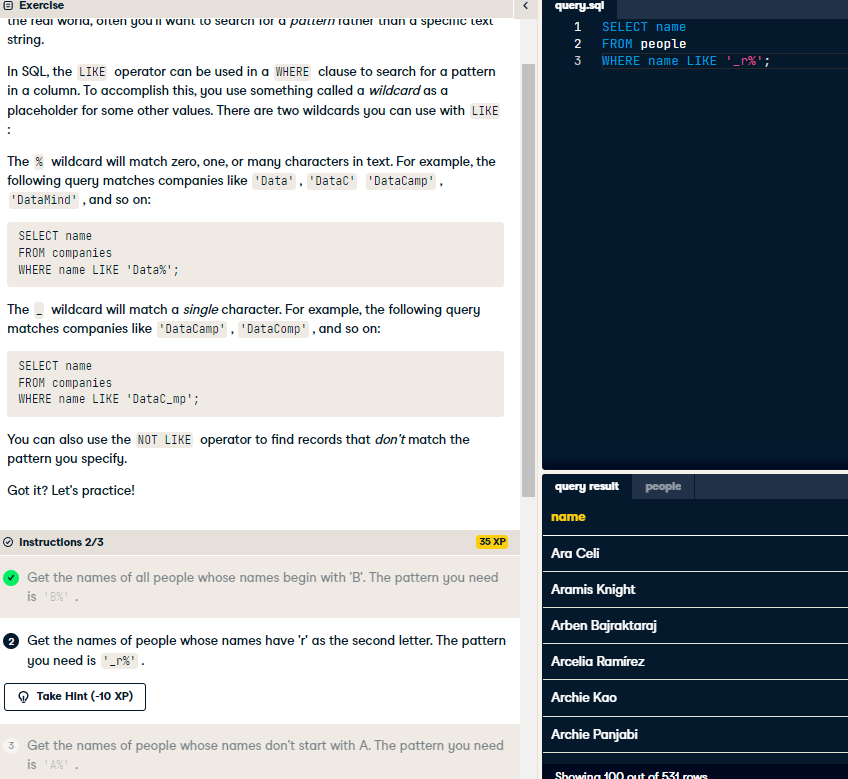 Exercise
the real world, often you'll want to search for a pattern rather than a specific text
string.
In SQL, the LIKE operator can be used in a WHERE clause to search for a pattern
in a column. To accomplish this, you use something called a wildcard as a
placeholder for some other values. There are two wildcards you can use with LIKE
:
The % wildcard will match zero, one, or many characters in text. For example, the
following query matches companies like 'Data' , 'DataC' 'DataCamp' ,
'DataMind' , and so on:
SELECT name
FROM companies
WHERE name LIKE 'Data%';
The _ wildcard will match a single character. For example, the following query
matches companies like 'DataCamp' , 'DataComp' , and so on:
SELECT name
FROM companies
WHERE name LIKE 'DataC_mp';
You can also use the NOT LIKE operator to find records that don't match the
pattern you specify.
Got it? Let's practice!
Instructions 2/3 35 XP
Get the names of all people whose names begin with 'B'. The pattern you need
is 'B%' .
2 Get the names of people whose names have 'r' as the second letter. The pattern
you need is '_r%' .
Take Hint (-10 XP)
3 Get the names of people whose names don't start with A. The pattern you need
is 'A%' .
query.sql
1 SELECT name
2 FROM people
3 WHERE name LIKE '_r%';
query result people
name
Ara Celi
Aramis Knight
Arben Bajraktaraj
Arcelia Ramírez
Archie Kao
Archie Panjabi
Showing 100 out of 531 rows